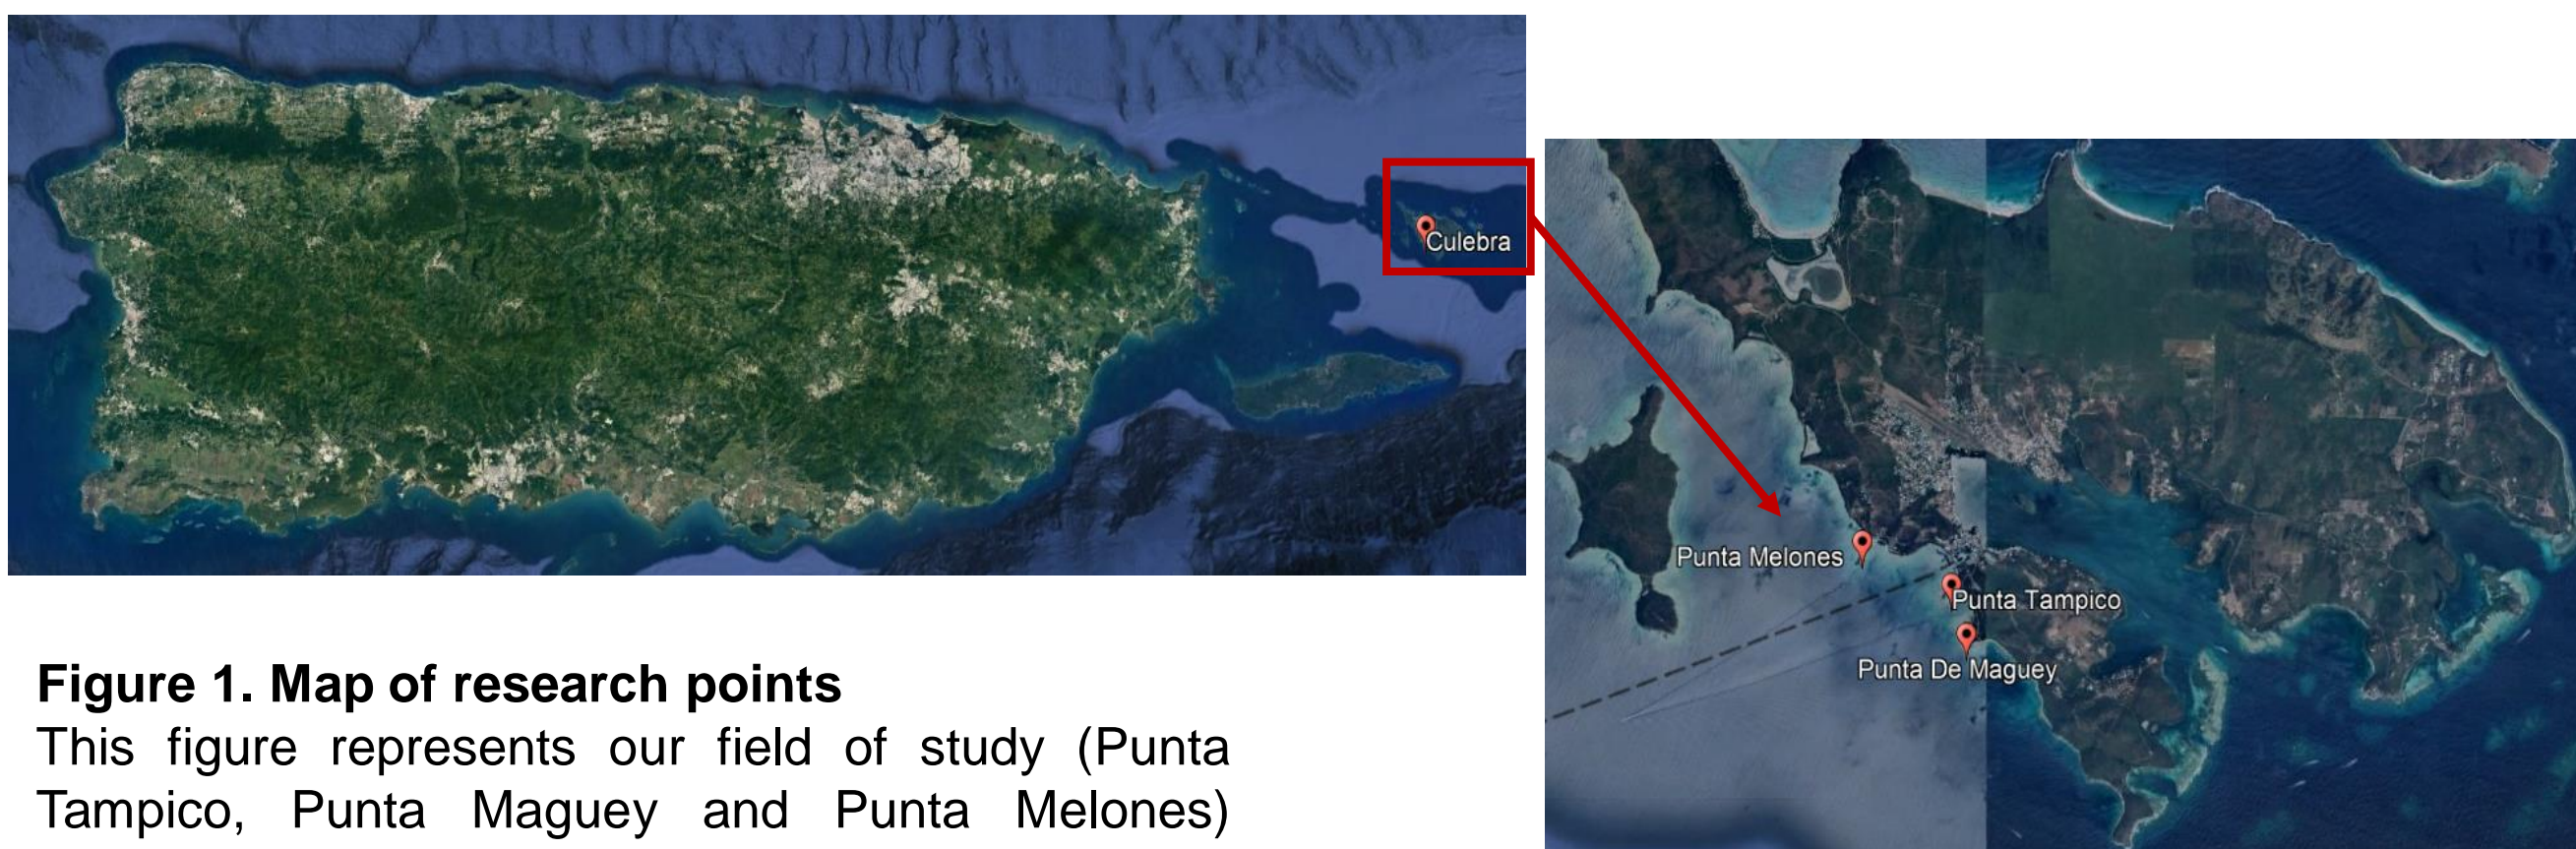 Culebra
Punta Melones
Punta Tampico
Punta De Maguey
Figure 1. Map of research points
This figure represents our field of study (Punta
Tampico, Punta Maguey and Punta Melones)